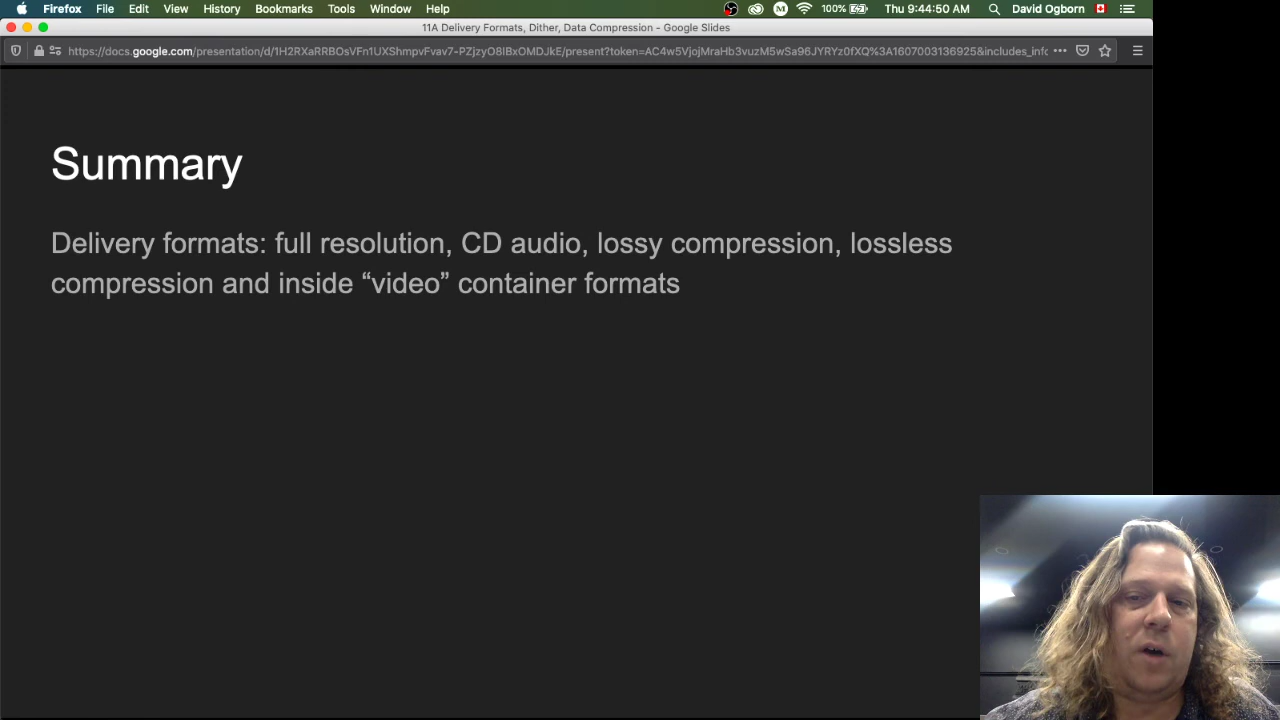 Firefox File Edit View History Bookmarks Tools Window Help 100% Thu 9:44:50 AM David Ogborn
11A Delivery Formats, Dither, Data Compression - Google Slides
https://docs.google.com/presentation/d/1H2RXaRRBOsVFn1UXShmpvFvav7-PZjzyO8IBxOMDJkE/present?token=AC4w5VjojMraHb3vuzM5wSa96JYRYz0fXQ%3A1607003136925&includes_info
Summary
Delivery formats: full resolution, CD audio, lossy compression, lossless
compression and inside “video” container formats